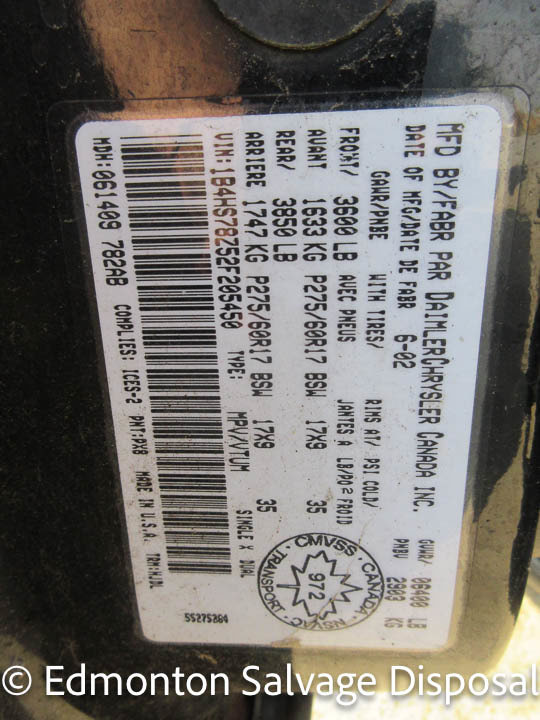 MFD BY/FABR PAR DAIMLERCHRYSLER CANADA INC.
DATE OF MFG/DATE DE FABR 6-02 GVWR/PNBV 06400 LB 2903 KG
GAWR/PNBE WITH TIRES/AVEC PNEUS RIMS AT/JANTES A PSI COLD/LB/PO2 FROID
FRONT/AVANT 3600 LB 1633 KG P275/60R17 BSW 17X9 35
REAR/ARRIERE 3850 LB 1747 KG P275/60R17 BSW 17X9 35
VIN: 1B4HS78Z52F205450 TYPE: MPV/VTUM SINGLE X DUAL
CMVSS · CANADA · NSVAC · TRANSPORT ·
972
MDH:061409 782AB COMPLIES: ICES-2 PNT:PX8 MADE IN U.S.A. TRM:HJDL
55275284
© Edmonton Salvage Disposal